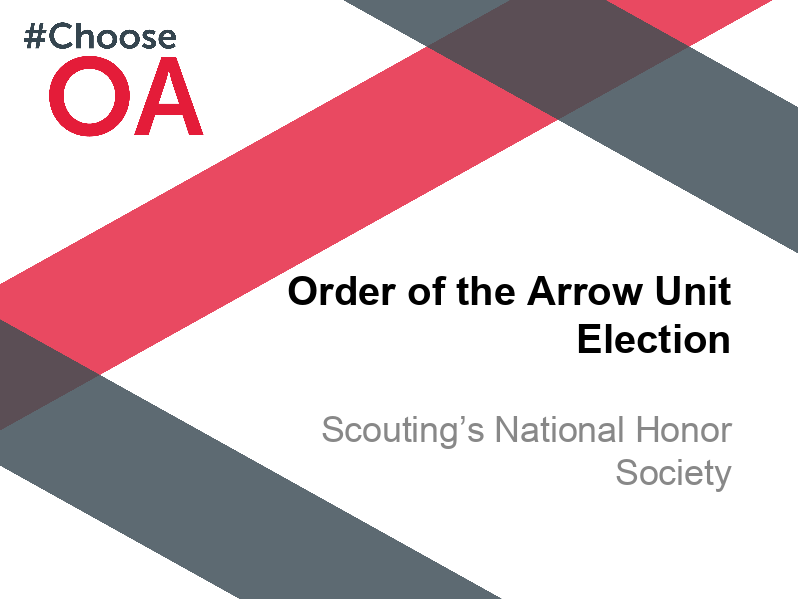 #Choose
OA
Order of the Arrow Unit
Election
Scouting’s National Honor
Society